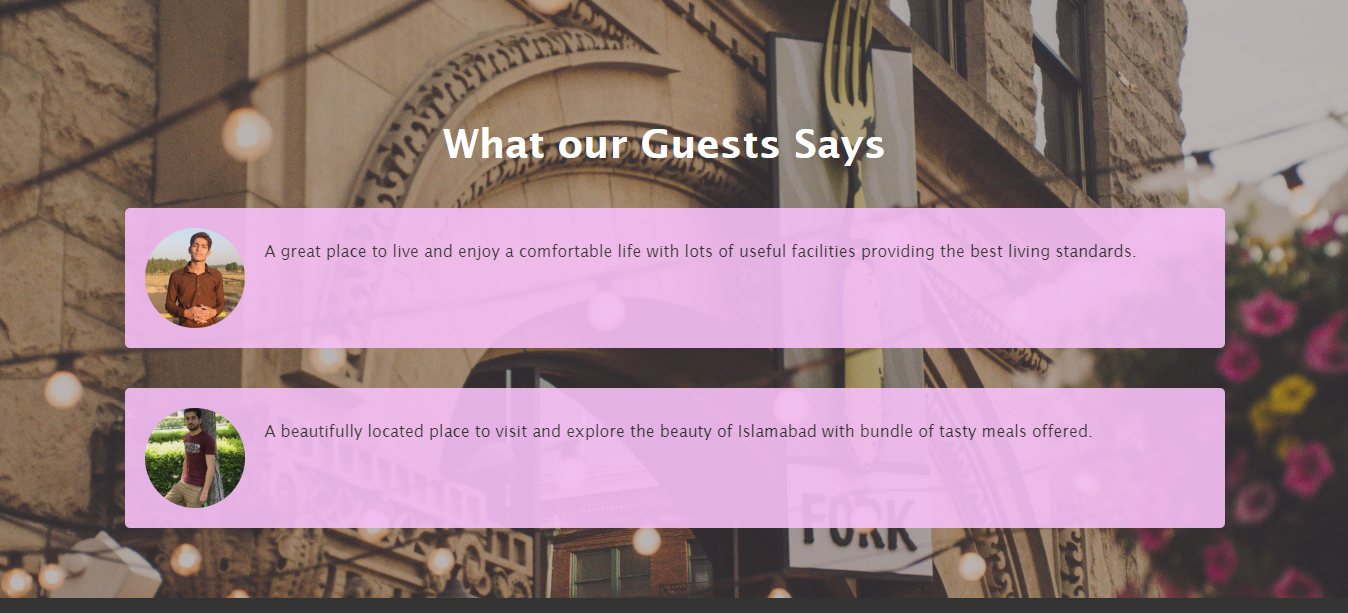 What our Guests Says
A great place to live and enjoy a comfortable life with lots of useful facilities providing the best living standards.
A beautifully located place to visit and explore the beauty of Islamabad with bundle of tasty meals offered.
FORK